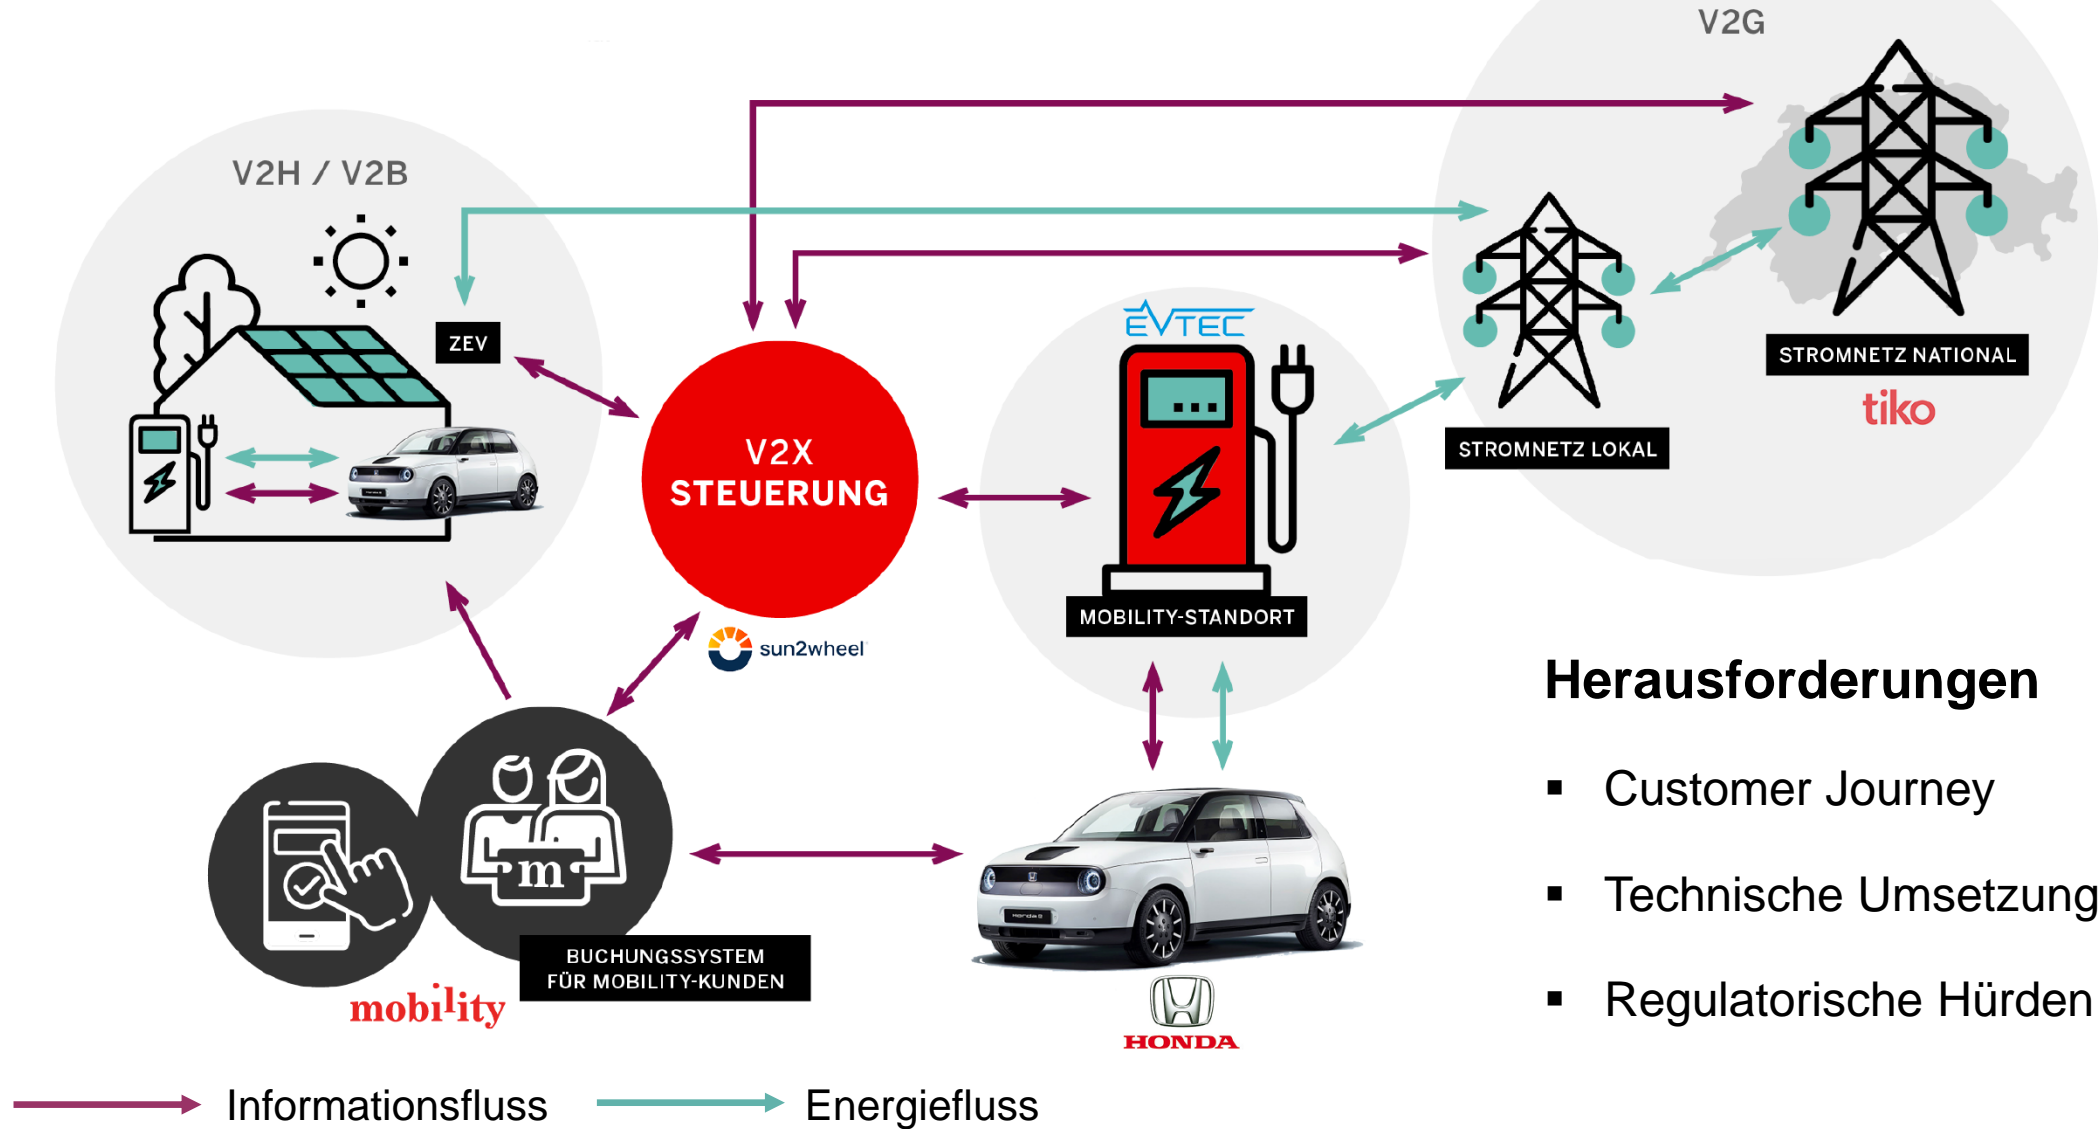 V2G
V2H / V2B
ZEV
EVTEC
V2X
STEUERUNG
sun2wheel
MOBILITY-STANDORT
STROMNETZ LOKAL
STROMNETZ NATIONAL
tiko
m
BUCHUNGSSYSTEM
FÜR MOBILITY-KUNDEN
mobility
Honda e
HONDA
Herausforderungen
▪ Customer Journey
▪ Technische Umsetzung
▪ Regulatorische Hürden
Informationsfluss
Energiefluss